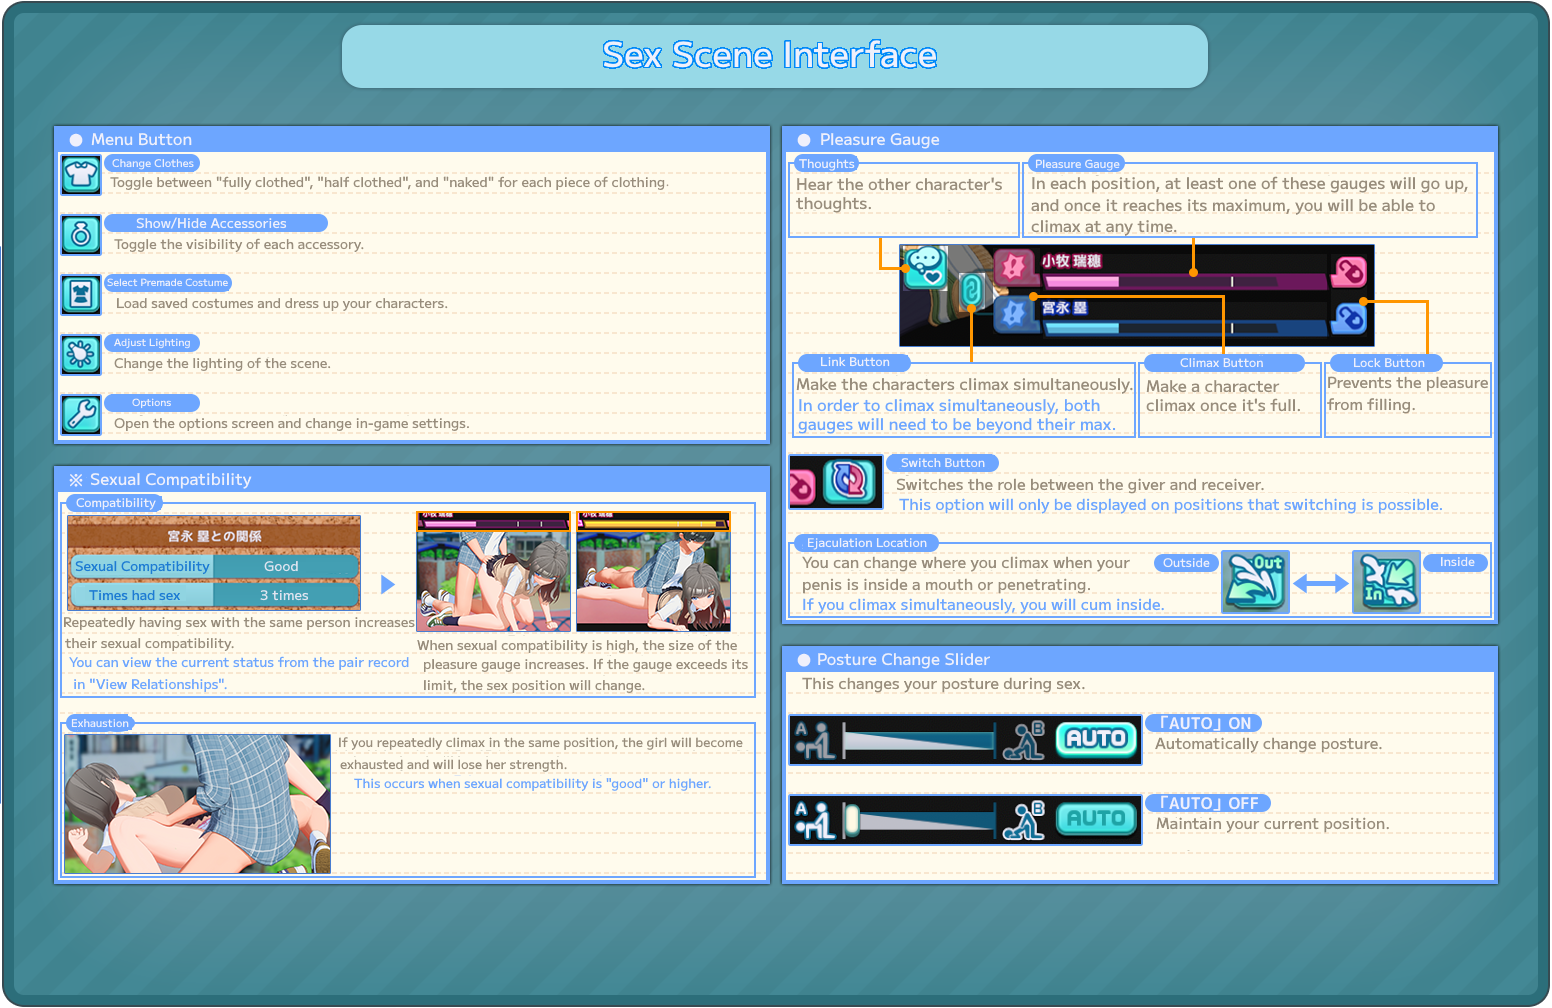 Sex Scene Interface
Menu Button
Change Clothes
Toggle between "fully clothed", "half clothed", and "naked" for each piece of clothing.
Show/Hide Accessories
Toggle the visibility of each accessory.
Select Premade Costume
Load saved costumes and dress up your characters.
Adjust Lighting
Change the lighting of the scene.
Options
Open the options screen and change in-game settings.
※ Sexual Compatibility
Compatibility
宮永 塁との関係
Sexual Compatibility Good
Times had sex 3 times
Repeatedly having sex with the same person increases
their sexual compatibility.
You can view the current status from the pair record
in "View Relationships".
小牧 瑞穂
小牧 瑞穂
When sexual compatibility is high, the size of the
pleasure gauge increases. If the gauge exceeds its
limit, the sex position will change.
Exhaustion
If you repeatedly climax in the same position, the girl will become
exhausted and will lose her strength.
This occurs when sexual compatibility is "good" or higher.
Pleasure Gauge
Thoughts
Hear the other character's
thoughts.
Pleasure Gauge
In each position, at least one of these gauges will go up,
and once it reaches its maximum, you will be able to
climax at any time.
小牧 瑞穂
宮永 塁
Link Button
Make the characters climax simultaneously.
In order to climax simultaneously, both
gauges will need to be beyond their max.
Climax Button
Make a character
climax once it's full.
Lock Button
Prevents the pleasure
from filling.
Switch Button
Switches the role between the giver and receiver.
This option will only be displayed on positions that switching is possible.
Ejaculation Location
You can change where you climax when your
penis is inside a mouth or penetrating.
If you climax simultaneously, you will cum inside.
Outside
Out
In
Inside
Posture Change Slider
This changes your posture during sex.
A B AUTO
「AUTO」ON
Automatically change posture.
A B AUTO
「AUTO」OFF
Maintain your current position.